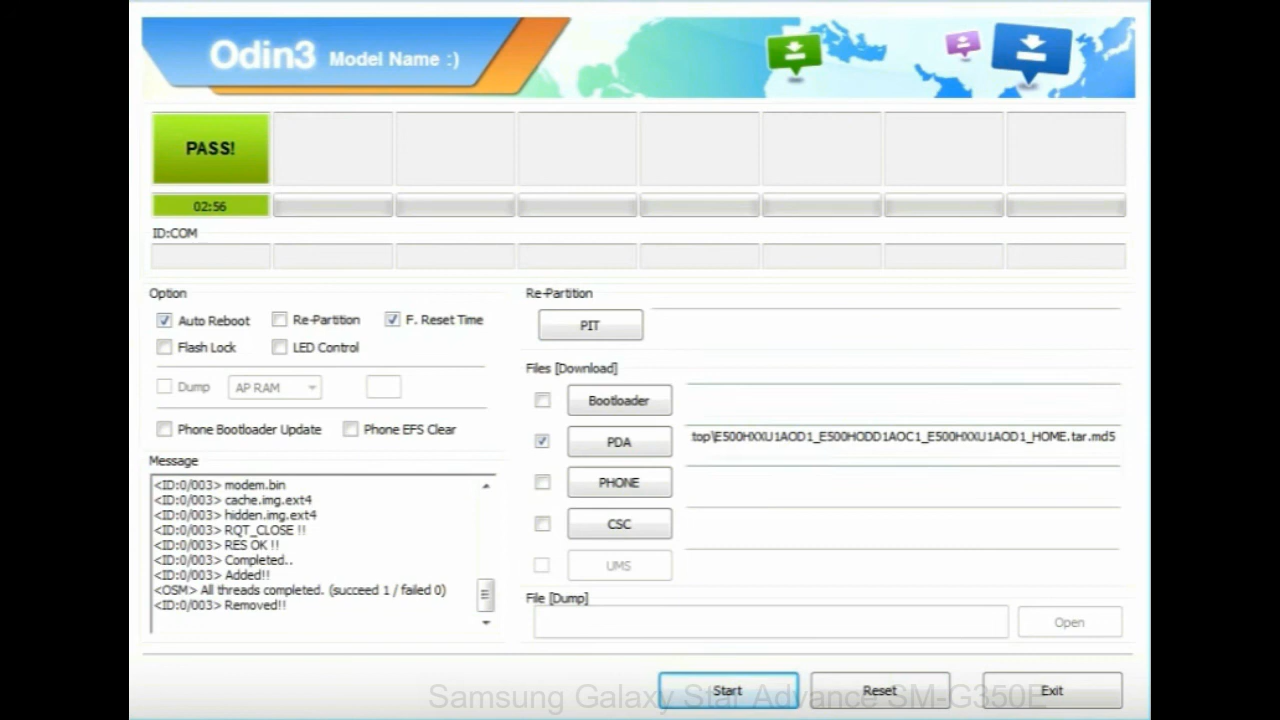 Odin3 Model Name :)
PASS!
02:56
ID:COM
Option
Auto Reboot Re-Partition F. Reset Time
Flash Lock LED Control
Dump AP RAM
Phone Bootloader Update Phone EFS Clear
Message
<ID:0/003> modem.bin
<ID:0/003> cache.img.ext4
<ID:0/003> hidden.img.ext4
<ID:0/003> RQT_CLOSE !!
<ID:0/003> RES OK !!
<ID:0/003> Completed..
<ID:0/003> Added!!
<OSM> All threads completed. (succeed 1 / failed 0)
<ID:0/003> Removed!!
Re-Partition
PIT
Files [Download]
Bootloader
PDA top\E500HXXU1AOD1_E500HODD1AOC1_E500HXXU1AOD1_HOME.tar.md5
PHONE
CSC
UMS
File [Dump]
Open
Start Reset Exit
Samsung Galaxy Star Advance SM-G350E